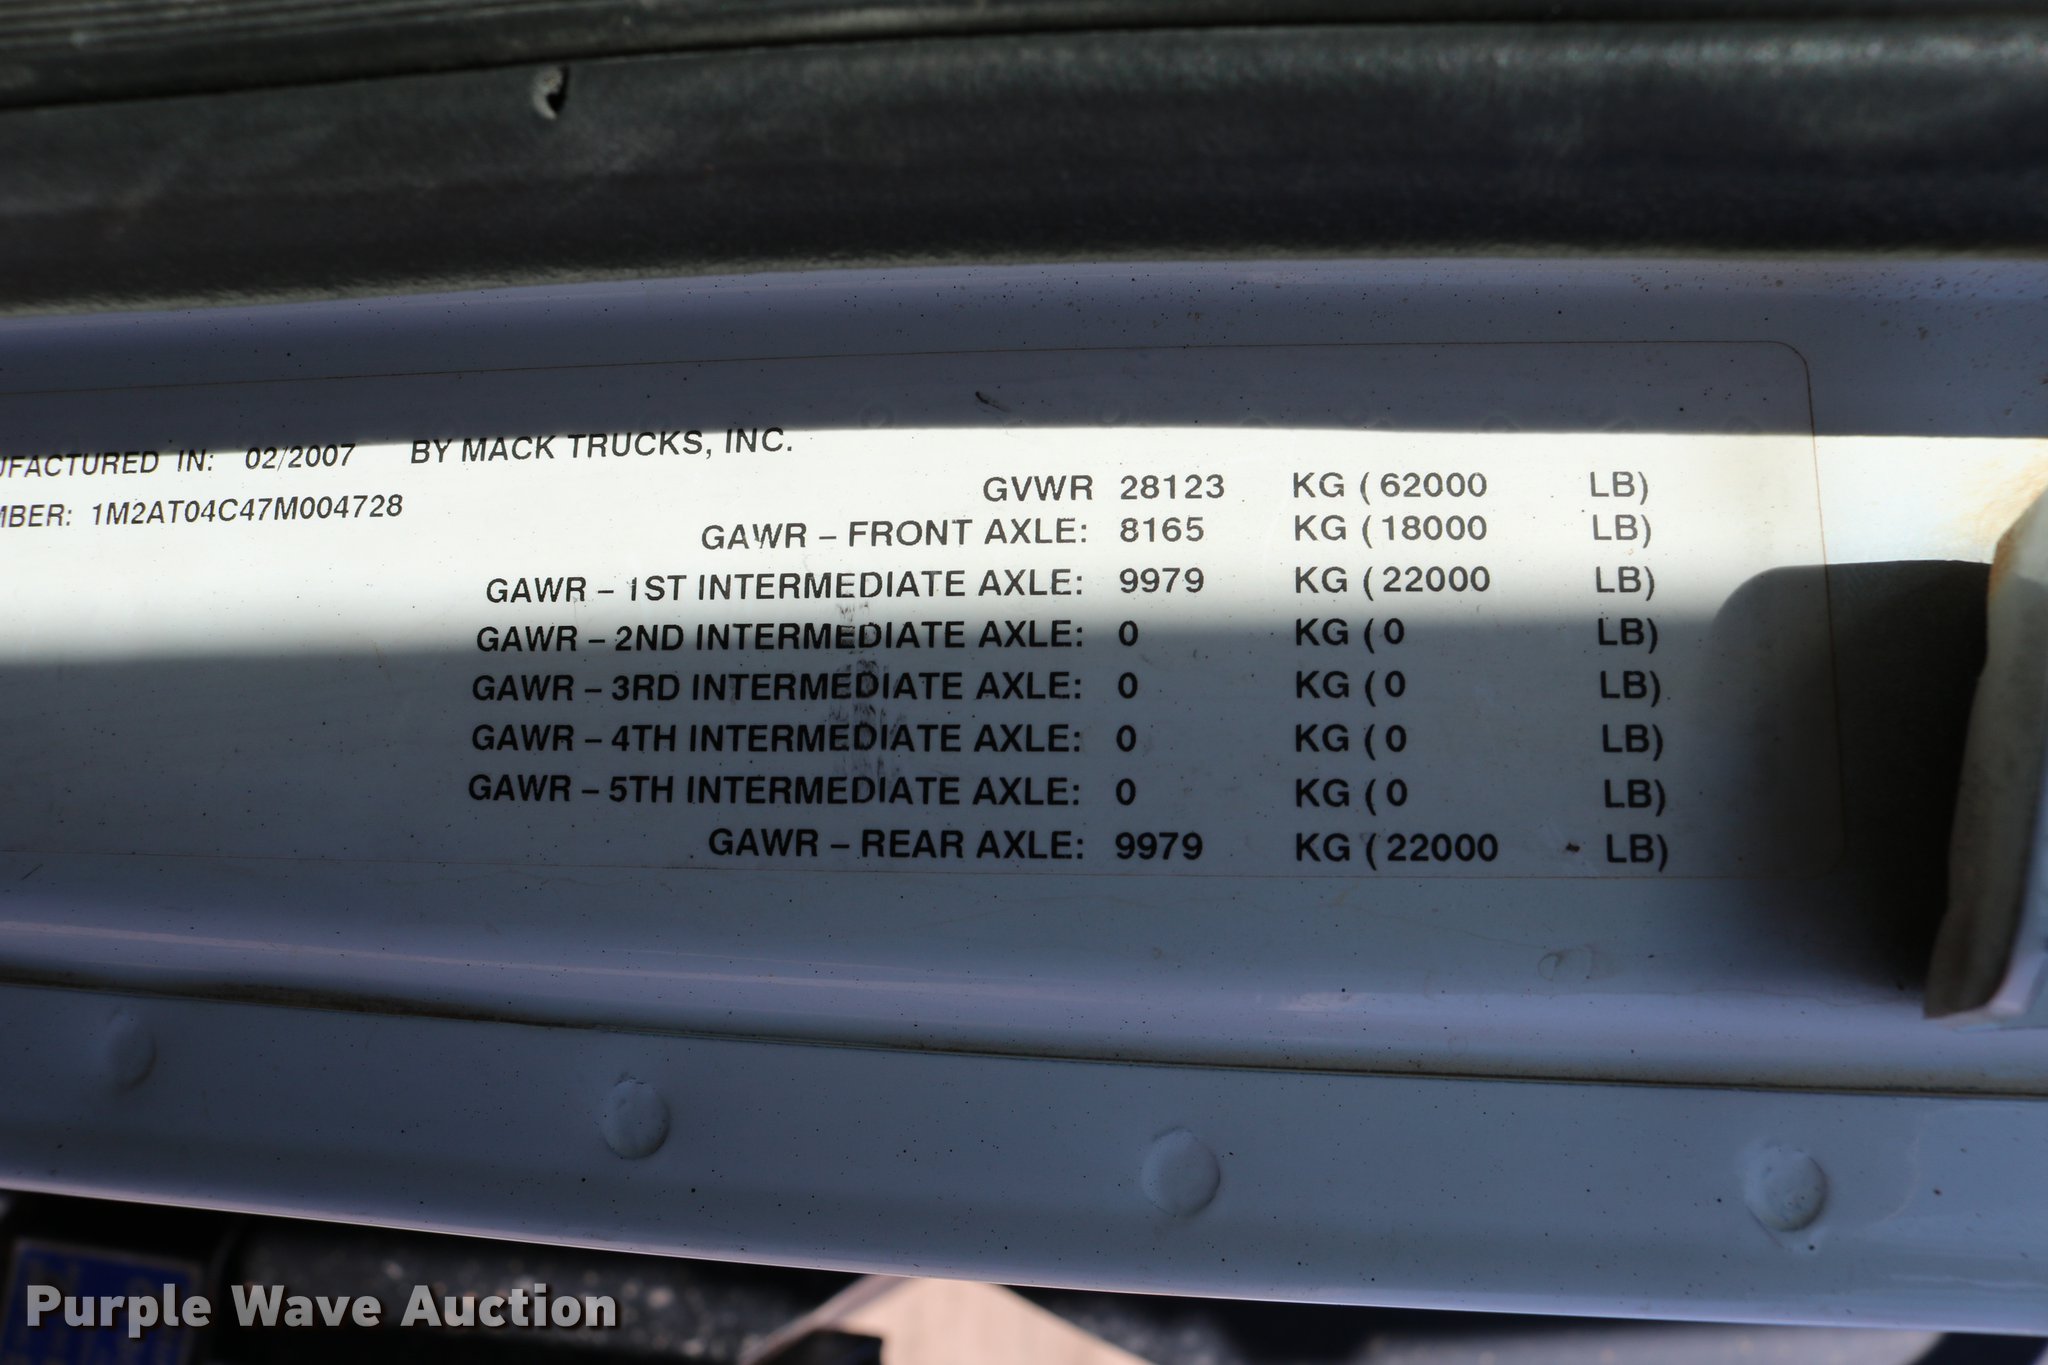 UFACTURED IN: 02/2007 BY MACK TRUCKS, INC.
MBER: 1M2AT04C47M004728
GVWR 28123 KG (62000 LB)
GAWR – FRONT AXLE: 8165 KG (18000 LB)
GAWR – 1ST INTERMEDIATE AXLE: 9979 KG (22000 LB)
GAWR – 2ND INTERMEDIATE AXLE: 0 KG (0 LB)
GAWR – 3RD INTERMEDIATE AXLE: 0 KG (0 LB)
GAWR – 4TH INTERMEDIATE AXLE: 0 KG (0 LB)
GAWR – 5TH INTERMEDIATE AXLE: 0 KG (0 LB)
GAWR – REAR AXLE: 9979 KG (22000 LB)
Purple Wave Auction